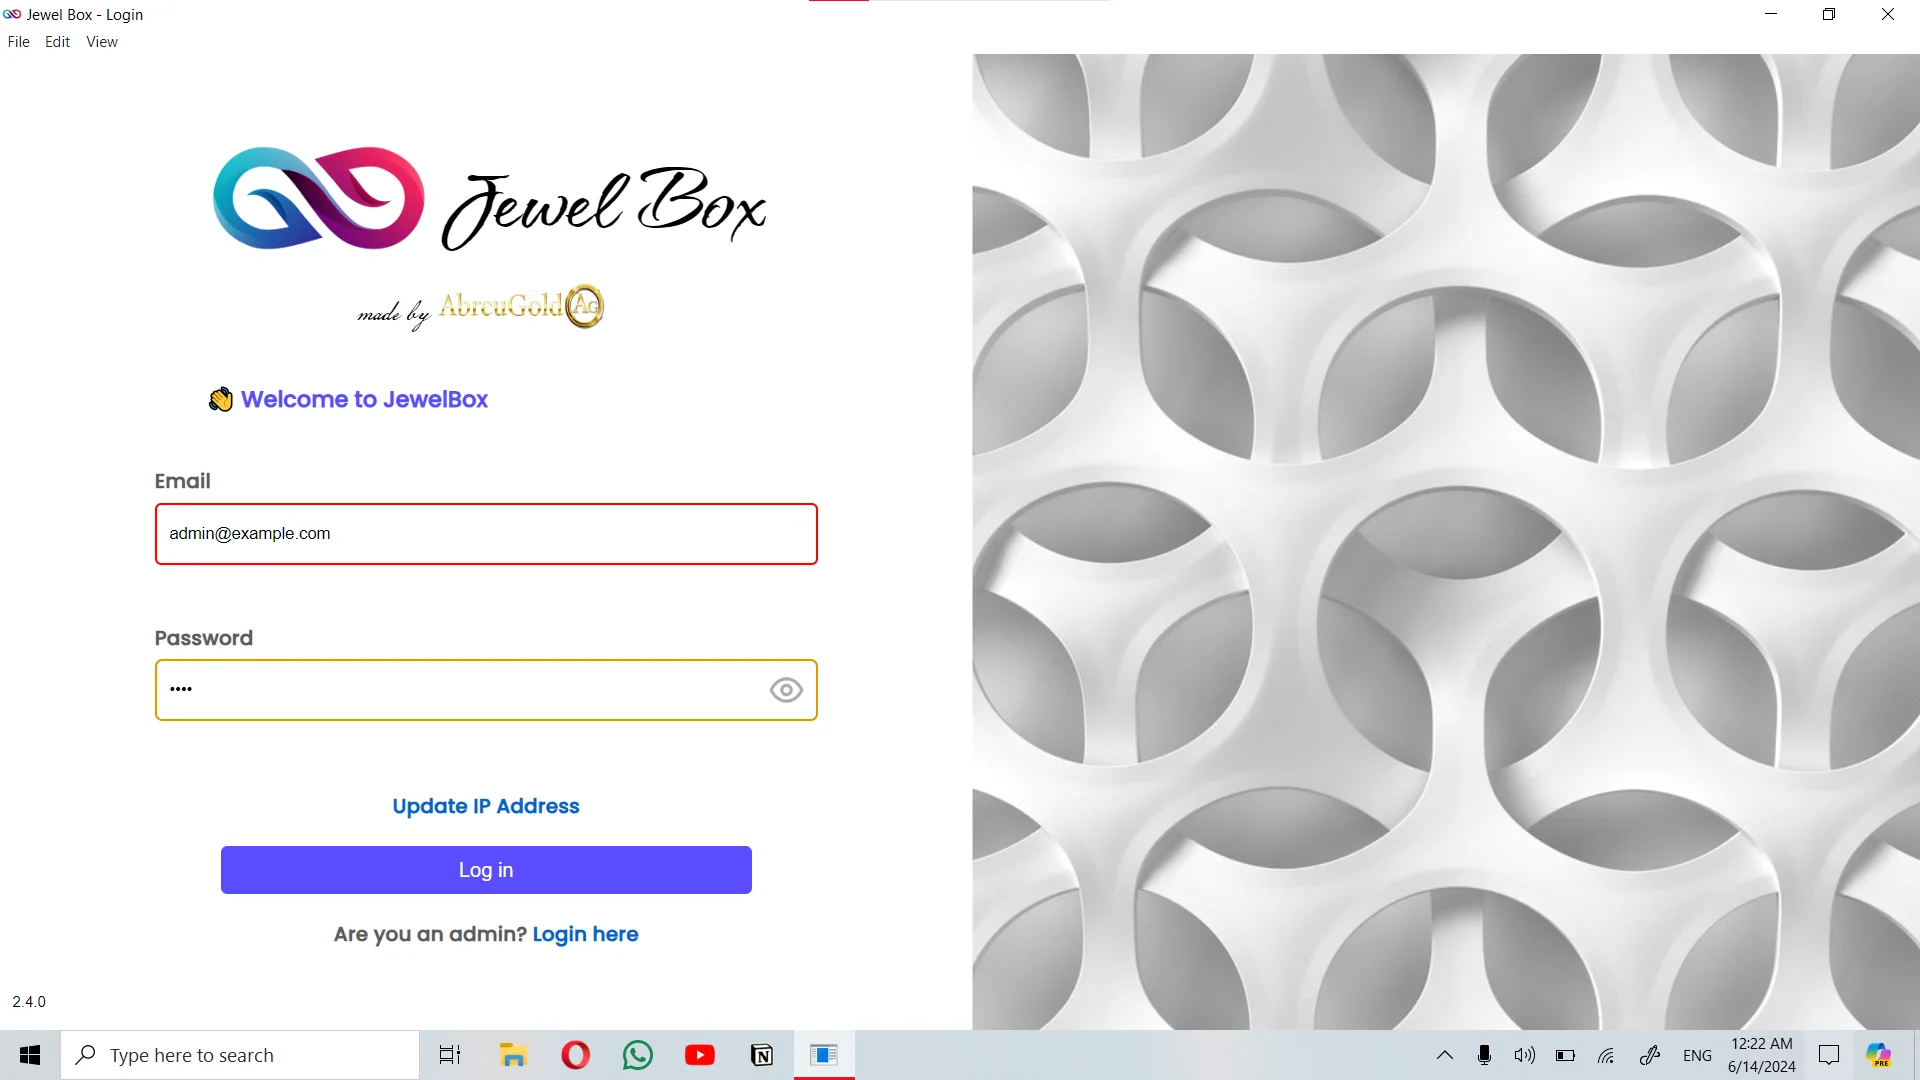 Jewel Box - Login
File Edit View
Jewel Box
made by AbreuGold AG
👋 Welcome to JewelBox
Email
admin@example.com
Password
••••
Update IP Address
Log in
Are you an admin? Login here
2.4.0
Type here to search
ENG
12:22 AM
6/14/2024
PRE